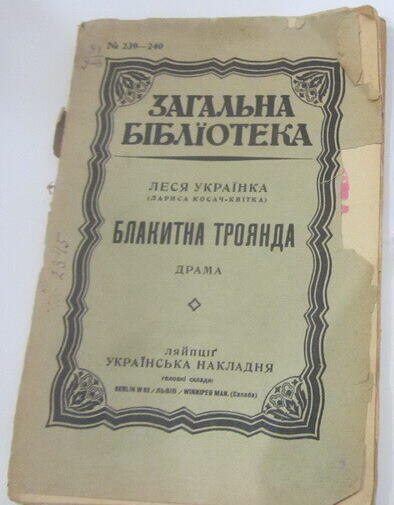 № 239—240
ЗАГАЛЬНА
БІБЛЇОТЕКА
ЛЕСЯ УКРАЇНКА
(ЛАРИСА КОСАЧ-КВІТКА)
БЛАКИТНА ТРОЯНДА
ДРАМА
ЛЯЙПЦІҐ
УКРАЇНСЬКА НАКЛАДНЯ
головні склади:
BERLIN W 62 / ЛЬВІВ / WINNIPEG MAN. (Canada)